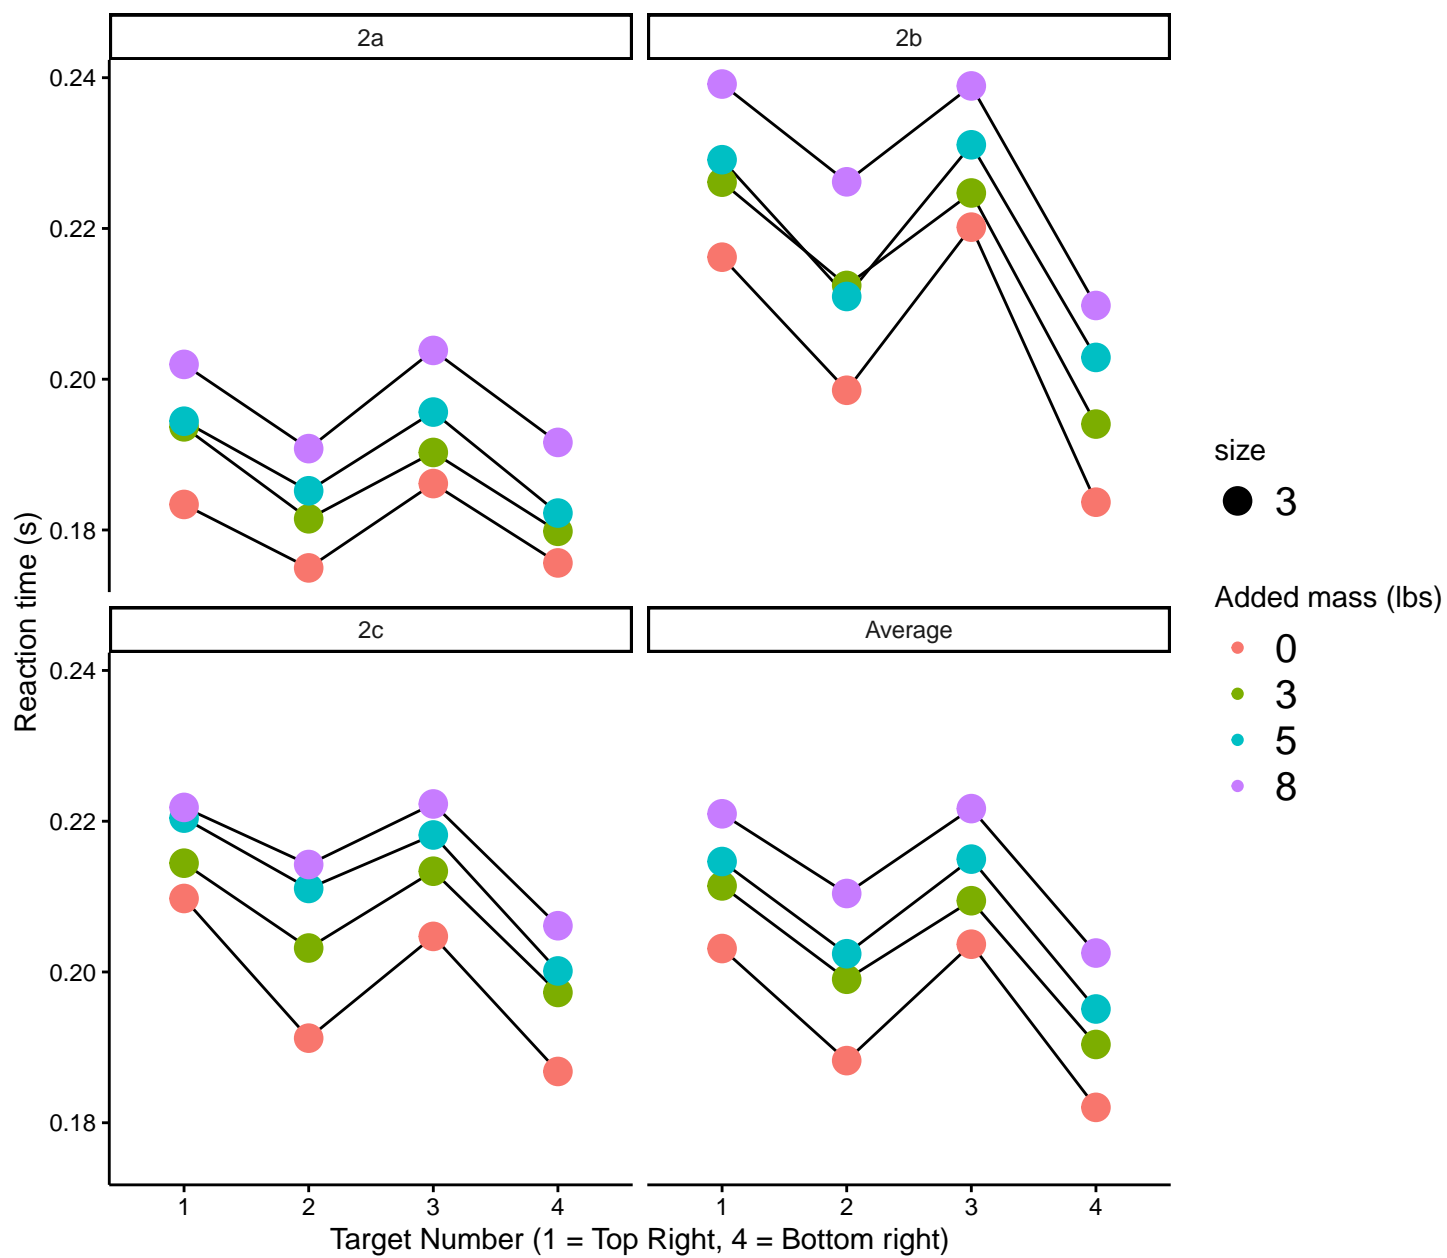 2a
2b
0.24
0.22
0.20
0.18
2c
Average
0.24
0.22
0.20
0.18
Reaction time (s)
1 2 3 4
1 2 3 4
Target Number (1 = Top Right, 4 = Bottom right)
size
3
Added mass (lbs)
0
3
5
8